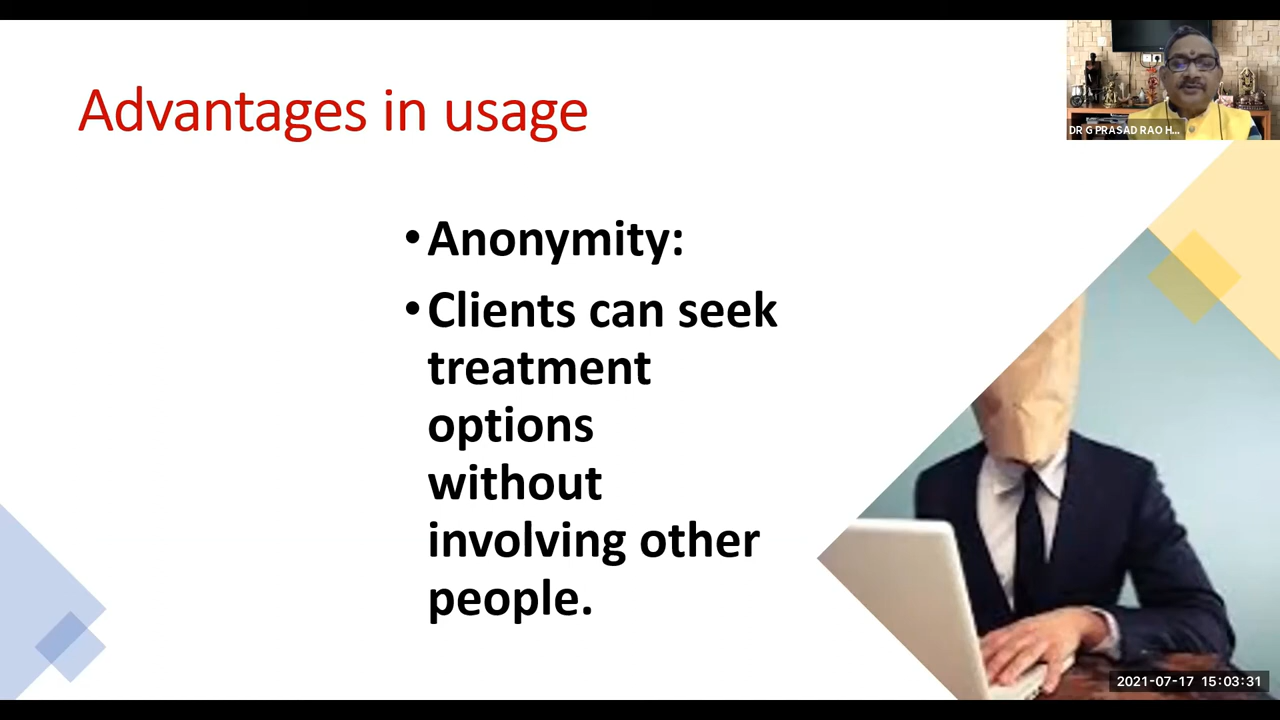 DR G PRASAD RAO H...
Advantages in usage
•Anonymity:
•Clients can seek
treatment
options
without
involving other
people.
2021-07-17 15:03:31